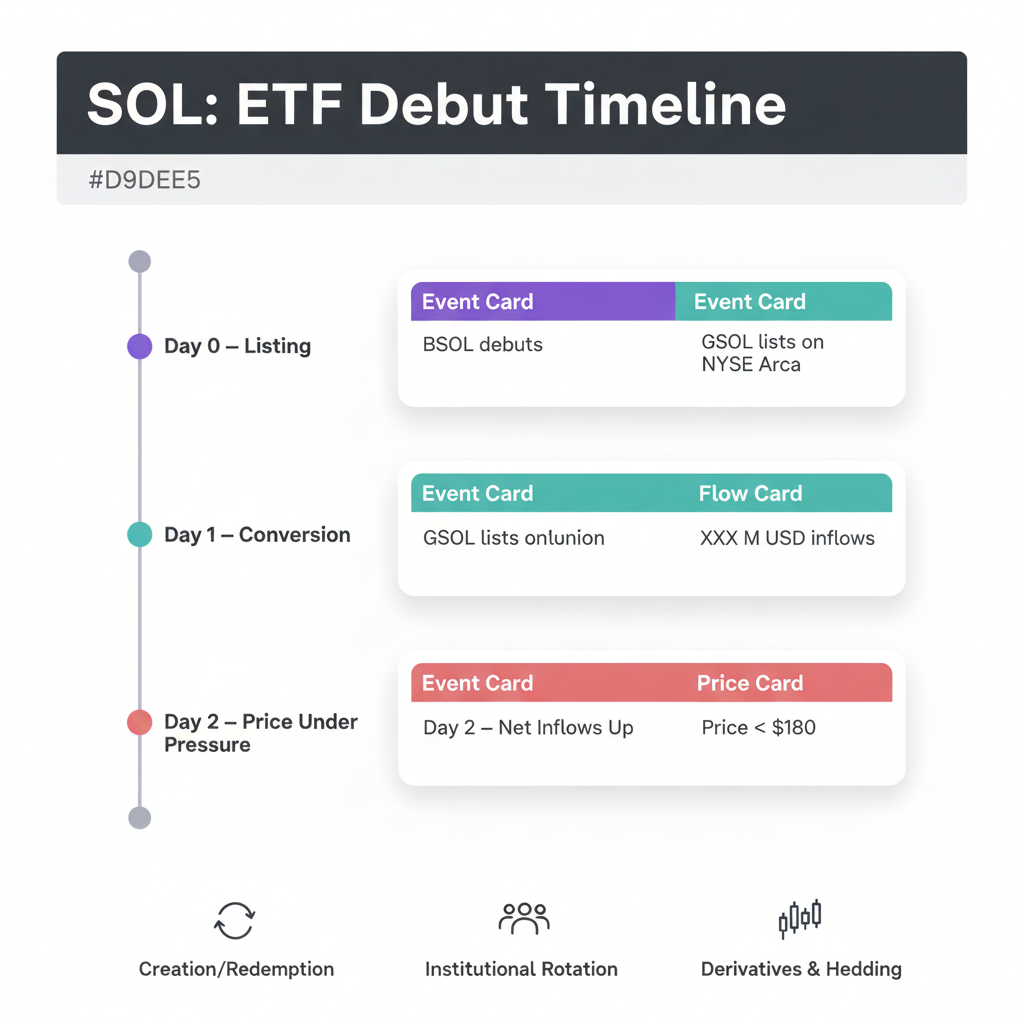 SOL: ETF Debut Timeline
#D9DEE5
Day 0 – Listing
Event Card
Event Card
BSOL debuts
GSOL lists on
NYSE Arca
Day 1 – Conversion
Event Card
Flow Card
GSOL lists onlunion
XXX M USD inflows
Day 2 – Price Under
Pressure
Event Card
Price Card
Day 2 – Net Inflows Up
Price < $180
Creation/Redemption
Institutional Rotation
Derivatives & Hedding